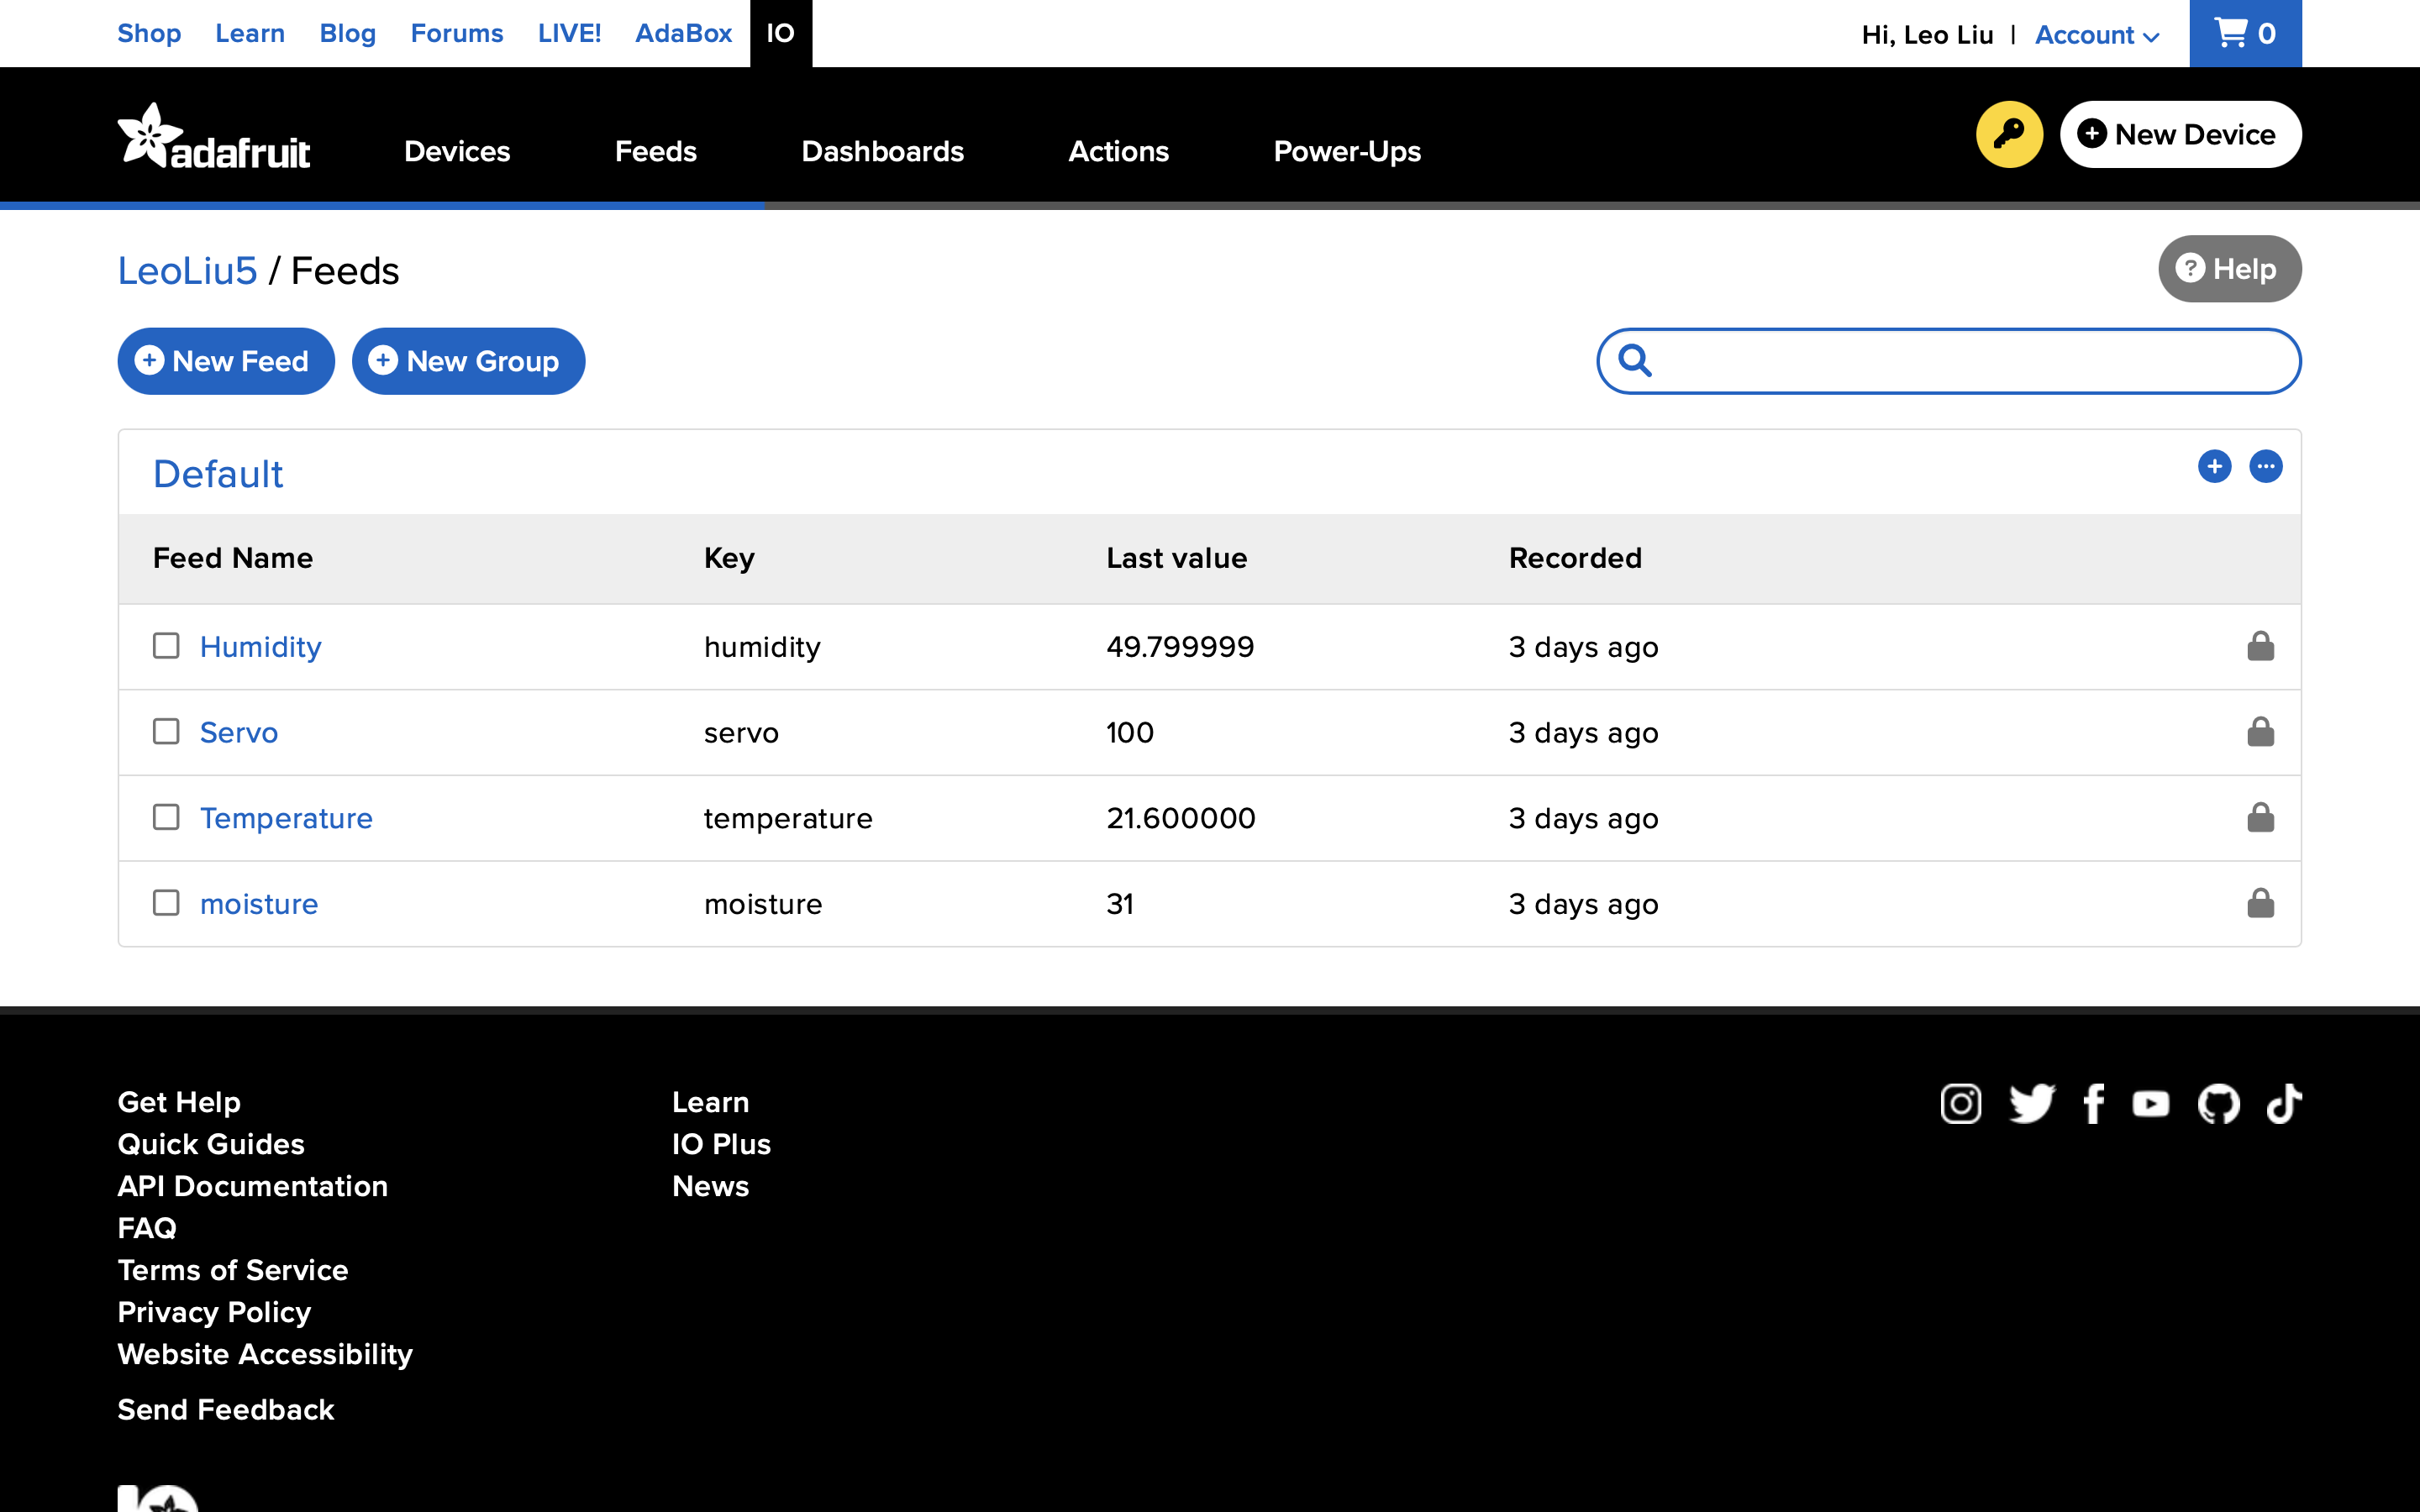 Shop Learn Blog Forums LIVE! AdaBox IO Hi, Leo Liu | Account 0
adafruit Devices Feeds Dashboards Actions Power-Ups New Device
LeoLiu5 / Feeds Help
New Feed New Group
Default
Feed Name Key Last value Recorded
Humidity humidity 49.799999 3 days ago
Servo servo 100 3 days ago
Temperature temperature 21.600000 3 days ago
moisture moisture 31 3 days ago
Get Help Learn
Quick Guides IO Plus
API Documentation News
FAQ
Terms of Service
Privacy Policy
Website Accessibility
Send Feedback